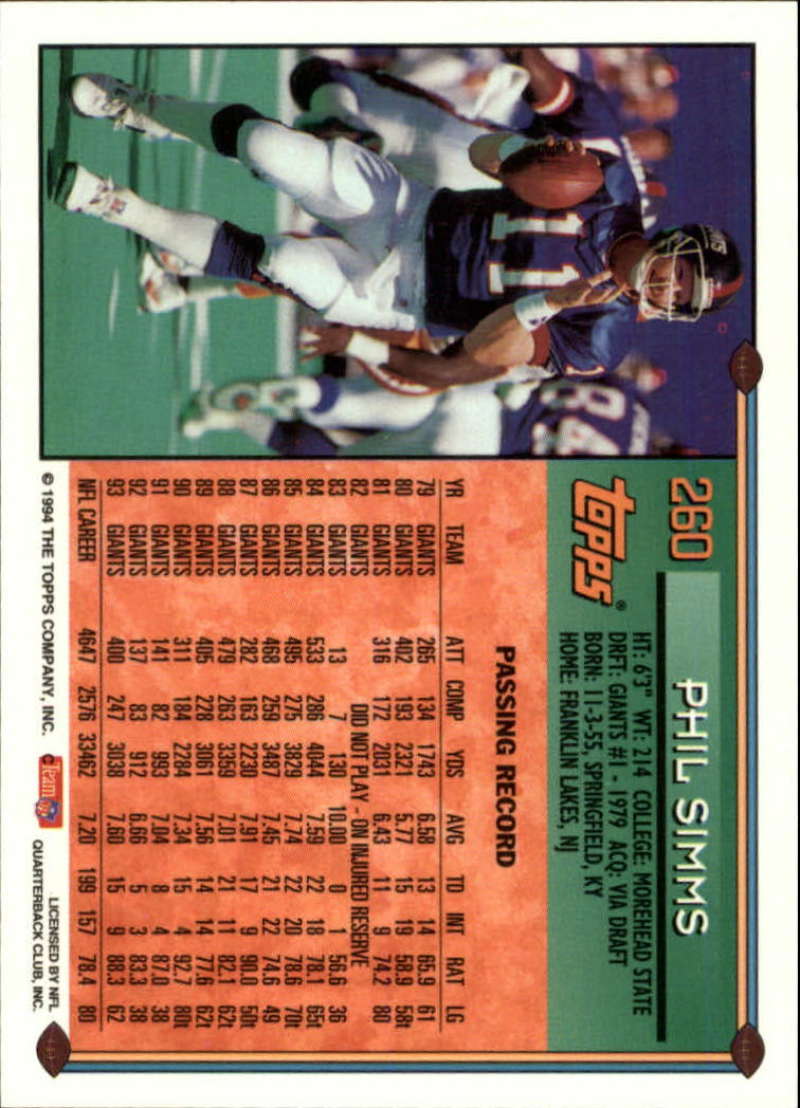 260
PHIL SIMMS
topps®
HT: 6'3" WT: 214 COLLEGE: MOREHEAD STATE
DRFT: GIANTS #1 - 1979 ACQ: VIA DRAFT
BORN: 11-3-55, SPRINGFIELD, KY
HOME: FRANKLIN LAKES, NJ
PASSING RECORD
YR TEAM ATT COMP YDS AVG TD INT RAT LG
79 GIANTS 265 134 1743 6.58 13 14 65.9 61
80 GIANTS 402 193 2321 5.77 15 19 58.9 58t
81 GIANTS 316 172 2031 6.43 11 9 74.2 80
82 GIANTS DID NOT PLAY - ON INJURED RESERVE
83 GIANTS 13 7 130 10.00 0 1 56.6 36
84 GIANTS 533 286 4044 7.59 22 18 78.1 65t
85 GIANTS 495 275 3829 7.74 22 20 78.6 70t
86 GIANTS 468 259 3487 7.45 21 22 74.6 49
87 GIANTS 282 163 2230 7.91 17 9 90.0 50t
88 GIANTS 479 263 3359 7.01 21 11 82.1 62t
89 GIANTS 405 228 3061 7.56 14 14 77.6 62t
90 GIANTS 311 184 2284 7.34 15 4 92.7 80t
91 GIANTS 141 82 993 7.04 8 4 87.0 38
92 GIANTS 137 83 912 6.66 5 3 83.3 38
93 GIANTS 400 247 3038 7.60 15 9 88.3 62
NFL CAREER 4647 2576 33462 7.20 199 157 78.4 80
© 1994 THE TOPPS COMPANY, INC.
Team NFL
LICENSED BY NFL
QUARTERBACK CLUB, INC.
11
1
84